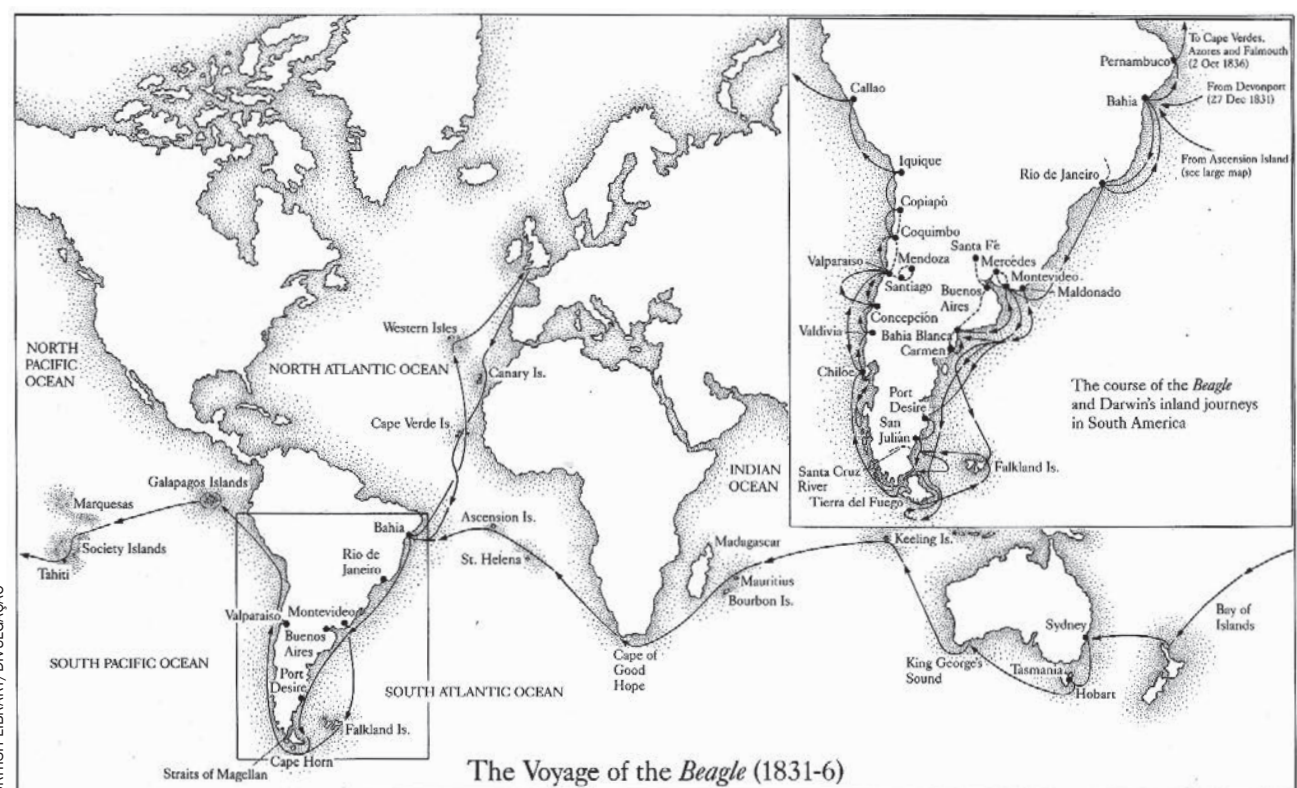 To Cape Verdes,
Azores and Falmouth
(2 Oct 1836)
Pernambuco
From Devonport
(27 Dec 1831)
Bahia
From Ascension Island
(see large map)
Callao
Iquique
Rio de Janeiro
Copiapò
Coquimbo
Santa Fè
Valparaiso
Mendoza
Mercedes
Santiago
Montevideo
Buenos
Aires
Maldonado
Concepción
Valdivia
Bahia Blanca
Carmen
Chiloe
Port
Desire
San
Juliàn
The course of the Beagle
and Darwin's inland journeys
in South America
Santa Cruz
River
Falkland Is.
Tierra del Fuego
NORTH
PACIFIC
OCEAN
Western Isles
NORTH ATLANTIC OCEAN
Canary Is.
Cape Verde Is.
INDIAN
OCEAN
Galapagos Islands
Marquesas
Society Islands
Tahiti
Bahia
Ascension Is.
St. Helena
Madagascar
Keeling Is.
Rio de
Janeiro
Mauritius
Bourbon Is.
Valparaiso
Montevideo
Buenos
Aires
Sydney
Bay of
Islands
SOUTH PACIFIC OCEAN
Port
Desire
SOUTH ATLANTIC OCEAN
Cape of
Good
Hope
King George's
Sound
Tasmania
Hobart
Falkland Is.
Cape Horn
Straits of Magellan
The Voyage of the Beagle (1831-6)
LIBRARY/ DIVULGAÇÃO